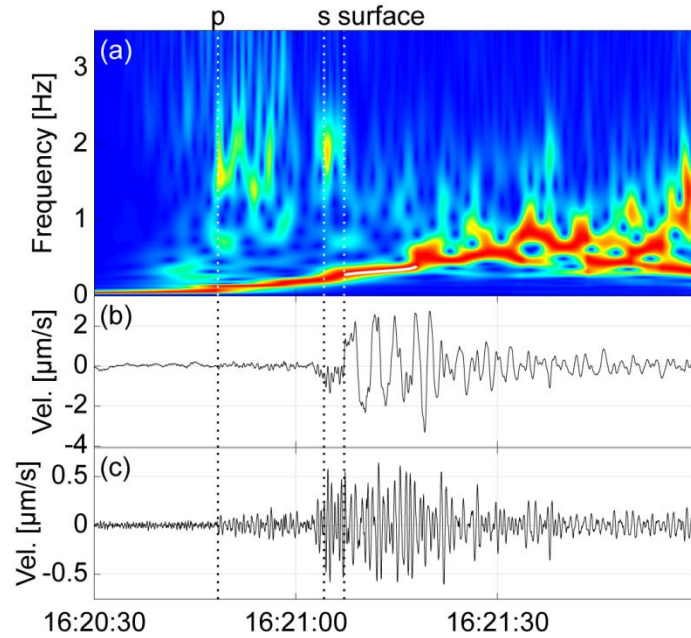 p s surface
(a)
Frequency [Hz]
3
2
1
0
(b)
Vel. [µm/s]
2
0
-2
-4
(c)
Vel. [µm/s]
0.5
0
-0.5
16:20:30 16:21:00 16:21:30